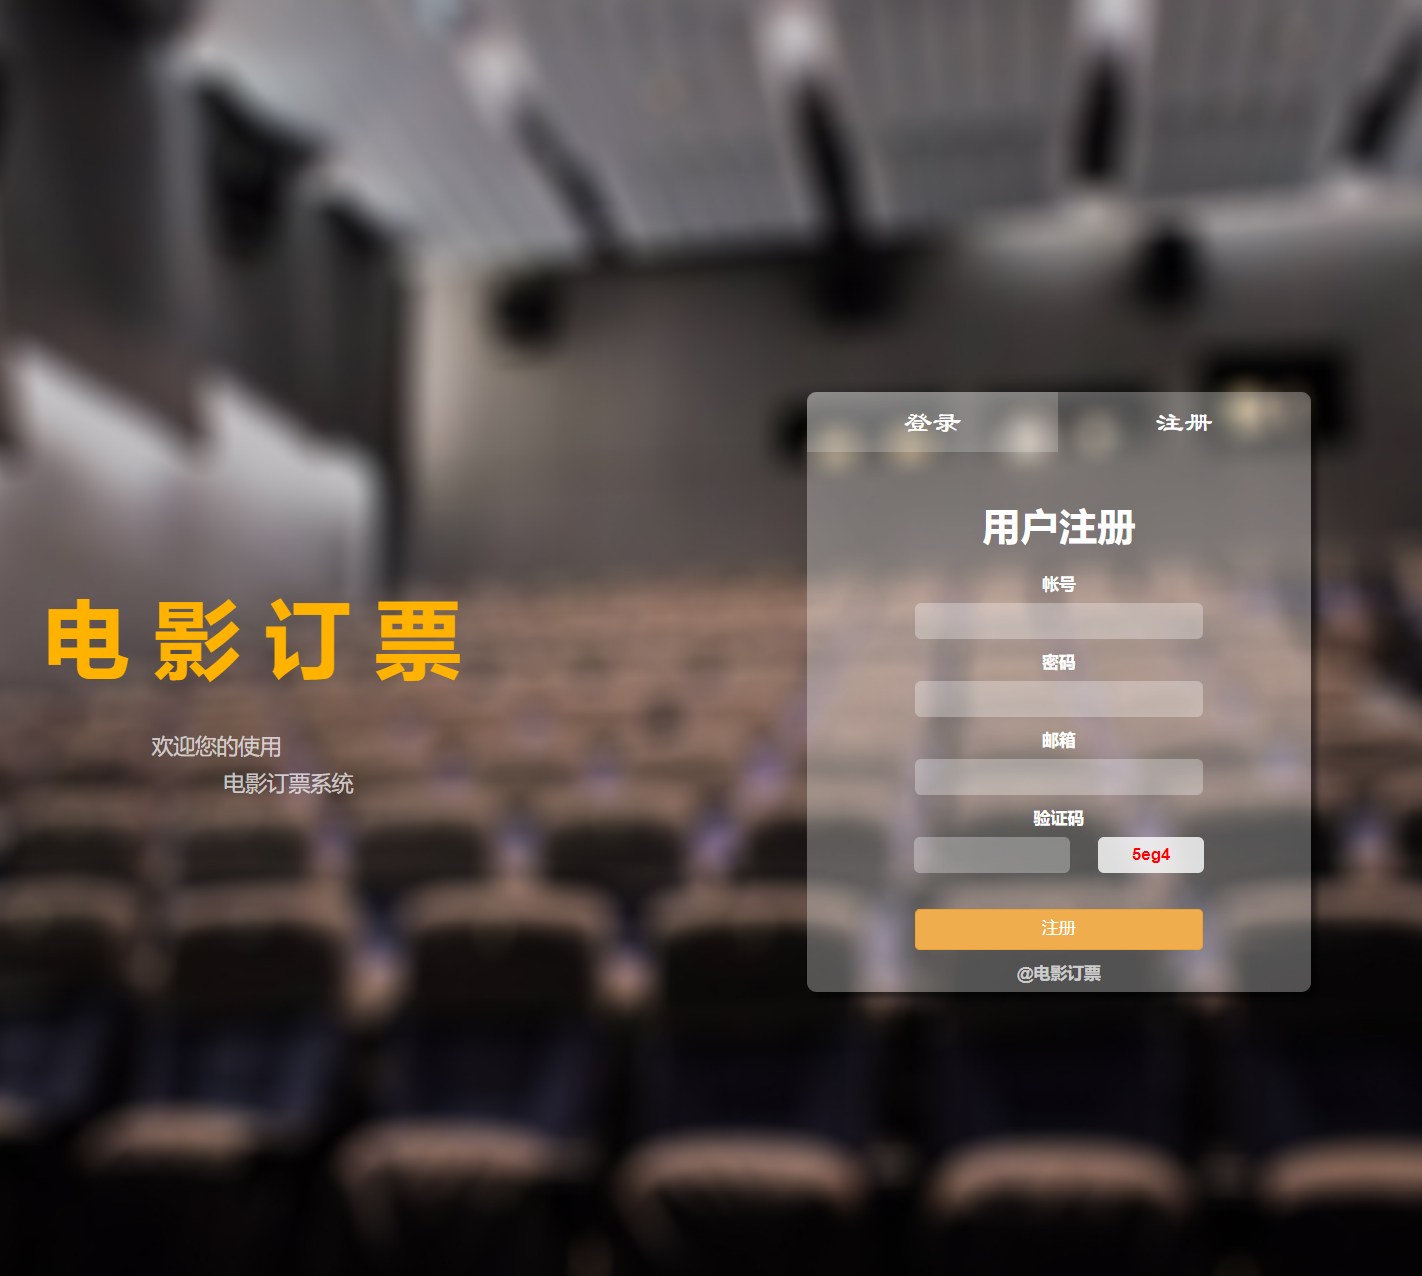 电影订票
欢迎您的使用
电影订票系统
登录 注册
用户注册
帐号
密码
邮箱
验证码
5eg4
注册
@电影订票